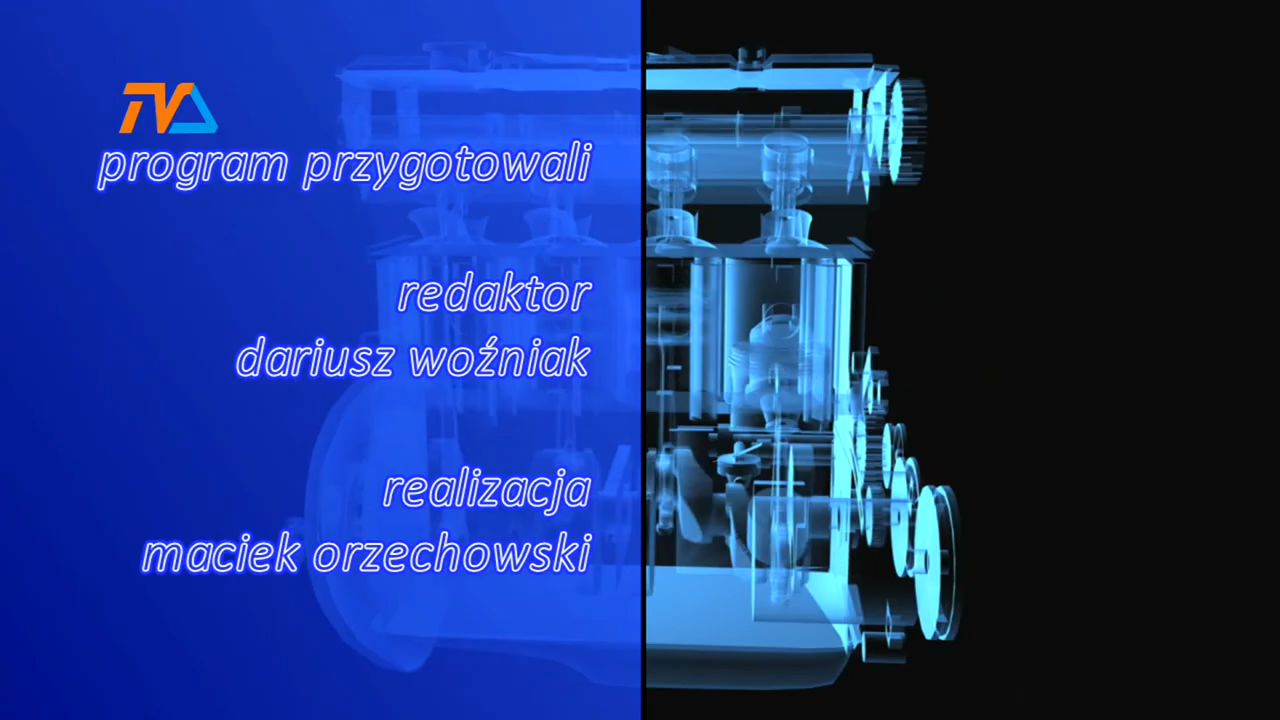 TVA
program przygotowali
redaktor
dariusz woźniak
realizacja
maciek orzechowski